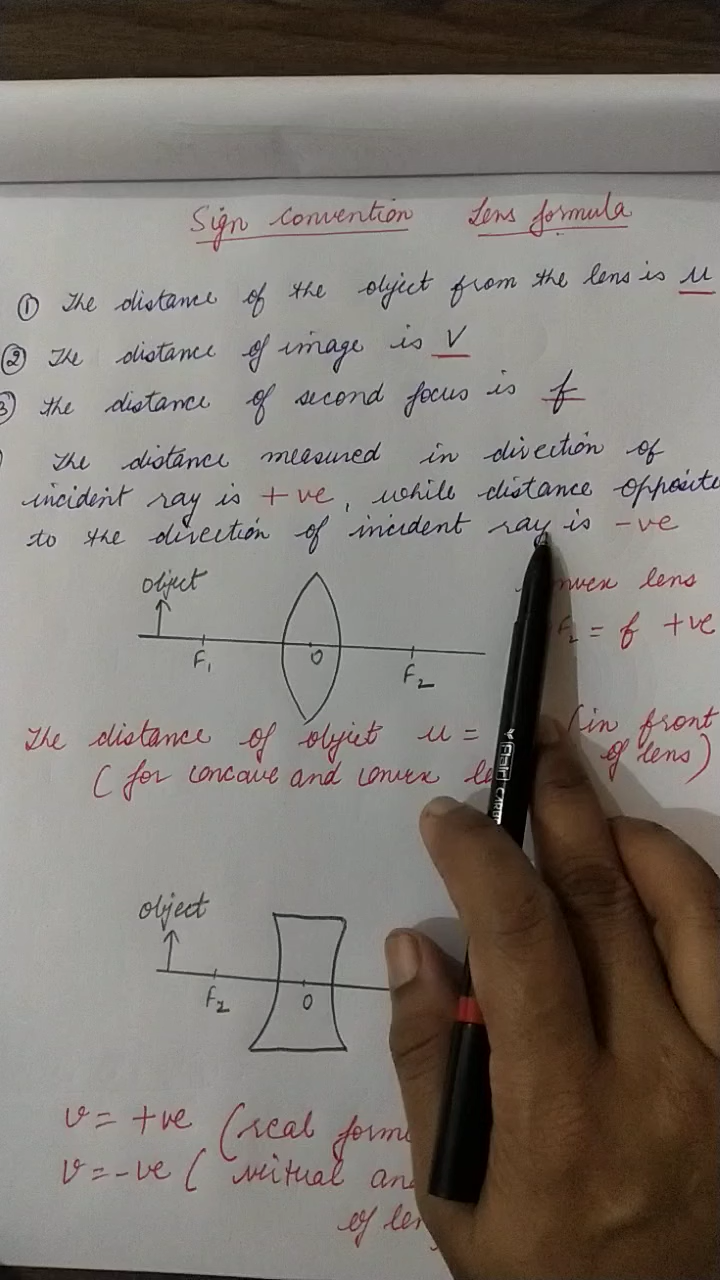 Sign convention Lens formula
① The distance of the object from the lens is u
② The distance of image is V
③ the distance of second focus is f
The distance measured in direction of
incident ray is +ve, while distance opposite
to the direction of incident ray is -ve
Object
F₁ O F₂
lens
F₂ = f +ve
The distance of object u = (in front
of lens)
(for concave and convex
object
F₂ O
v = +ve (real
v = -ve (virtual
of